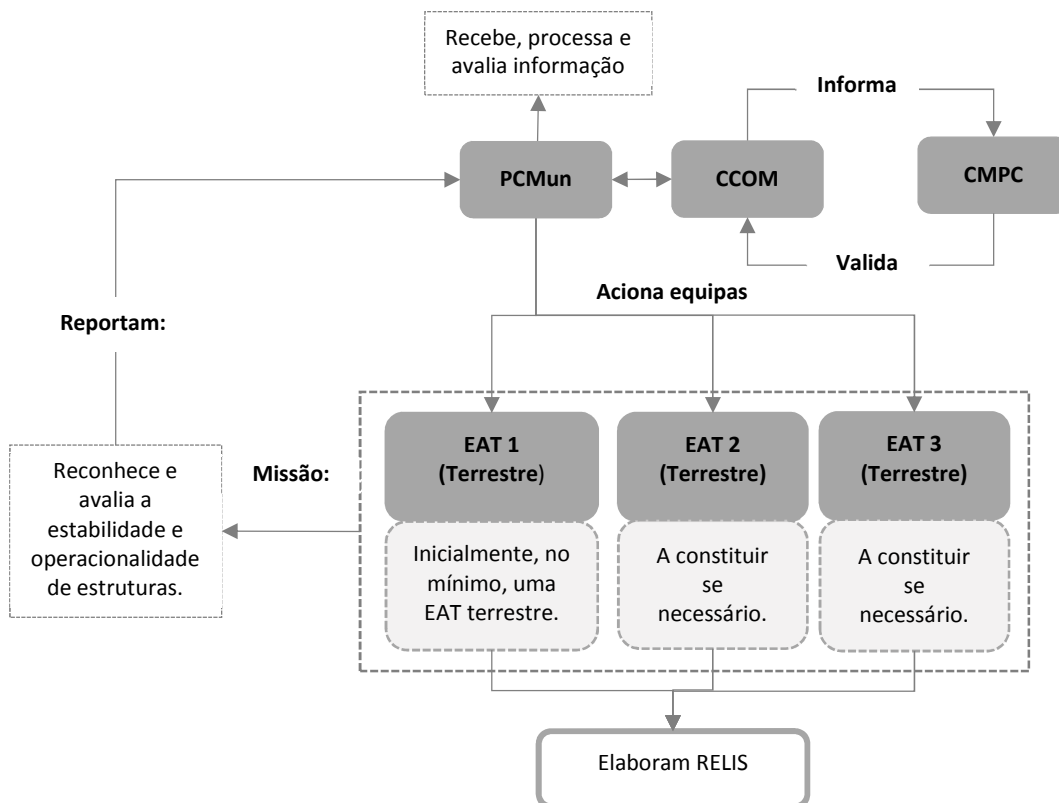 Recebe, processa e
avalia informação
Informa
PCMun
CCOM
CMPC
Valida
Aciona equipas
Reportam:
EAT 1
(Terrestre)
EAT 2
(Terrestre)
EAT 3
(Terrestre)
Missão:
Reconhece e
avalia a
estabilidade e
operacionalidade
de estruturas.
Inicialmente, no
mínimo, uma
EAT terrestre.
A constituir
se
necessário.
A constituir
se
necessário.
Elaboram RELIS